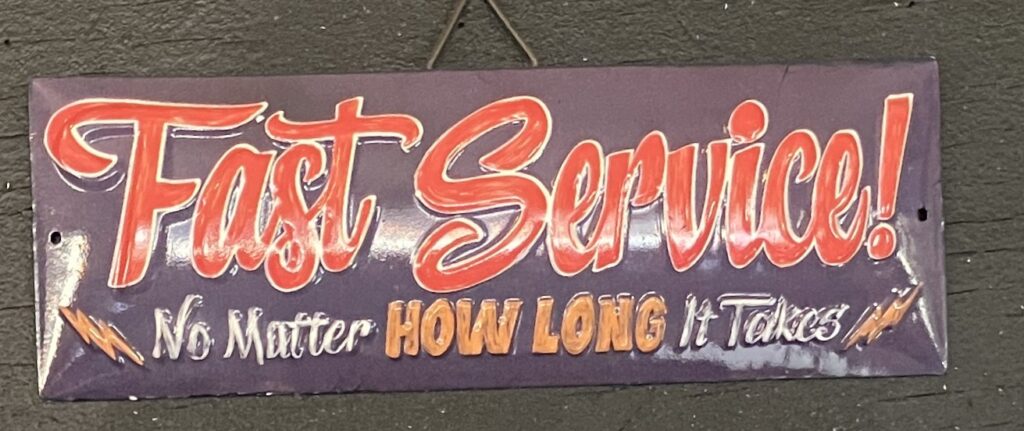 Fast Service!
No Matter HOW LONG It Takes